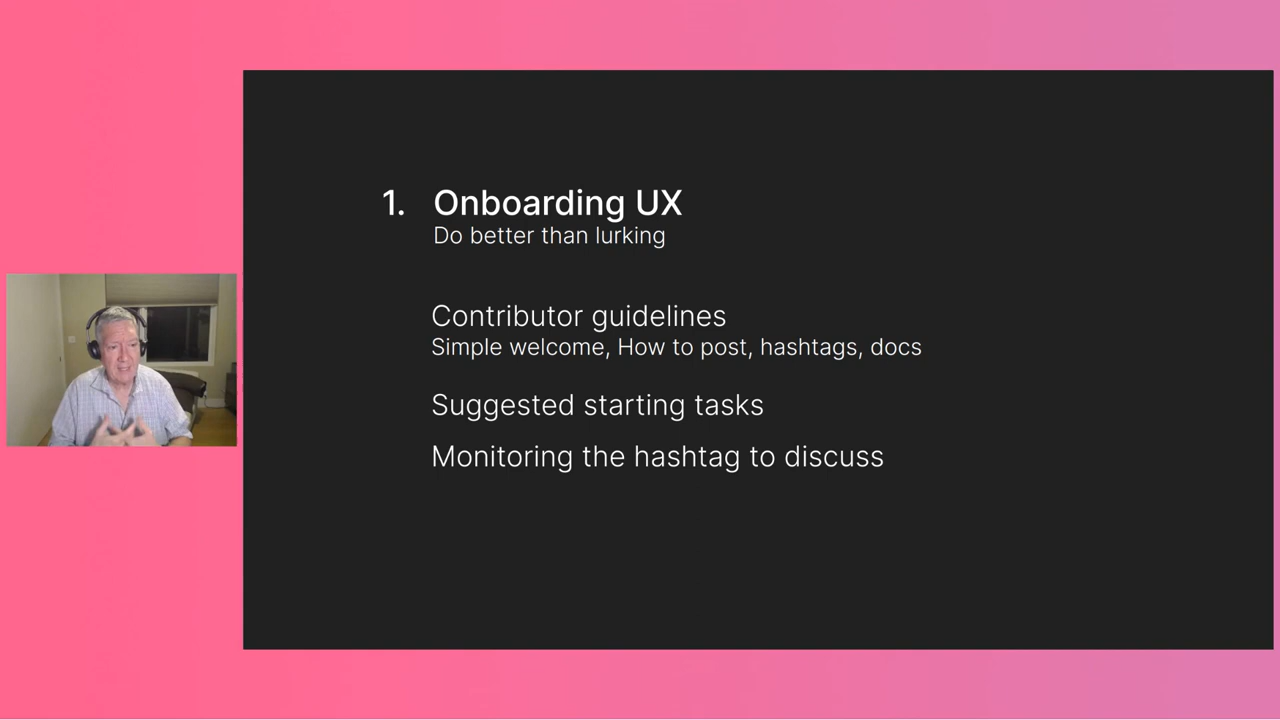 1. Onboarding UX
Do better than lurking
Contributor guidelines
Simple welcome, How to post, hashtags, docs
Suggested starting tasks
Monitoring the hashtag to discuss